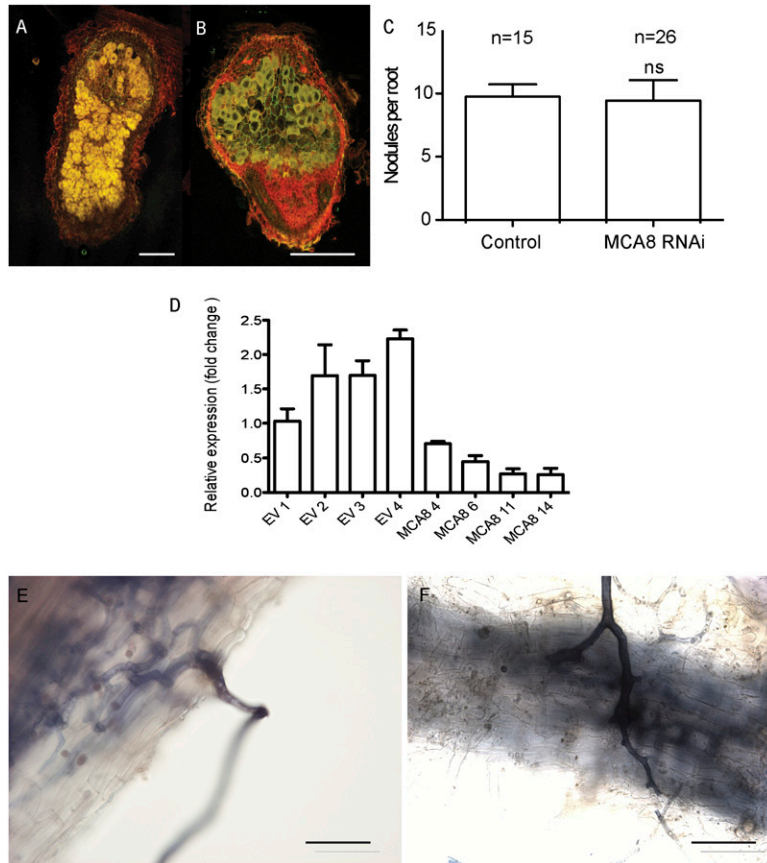 A
B
C
n=15
n=26
ns
Nodules per root
15
10
5
0
Control
MCA8 RNAi
D
Relative expression (fold change )
2.5
2.0
1.5
1.0
0.5
0.0
EV 1
EV 2
EV 3
EV 4
MCA8 4
MCA8 6
MCA8 11
MCA8 14
E
F